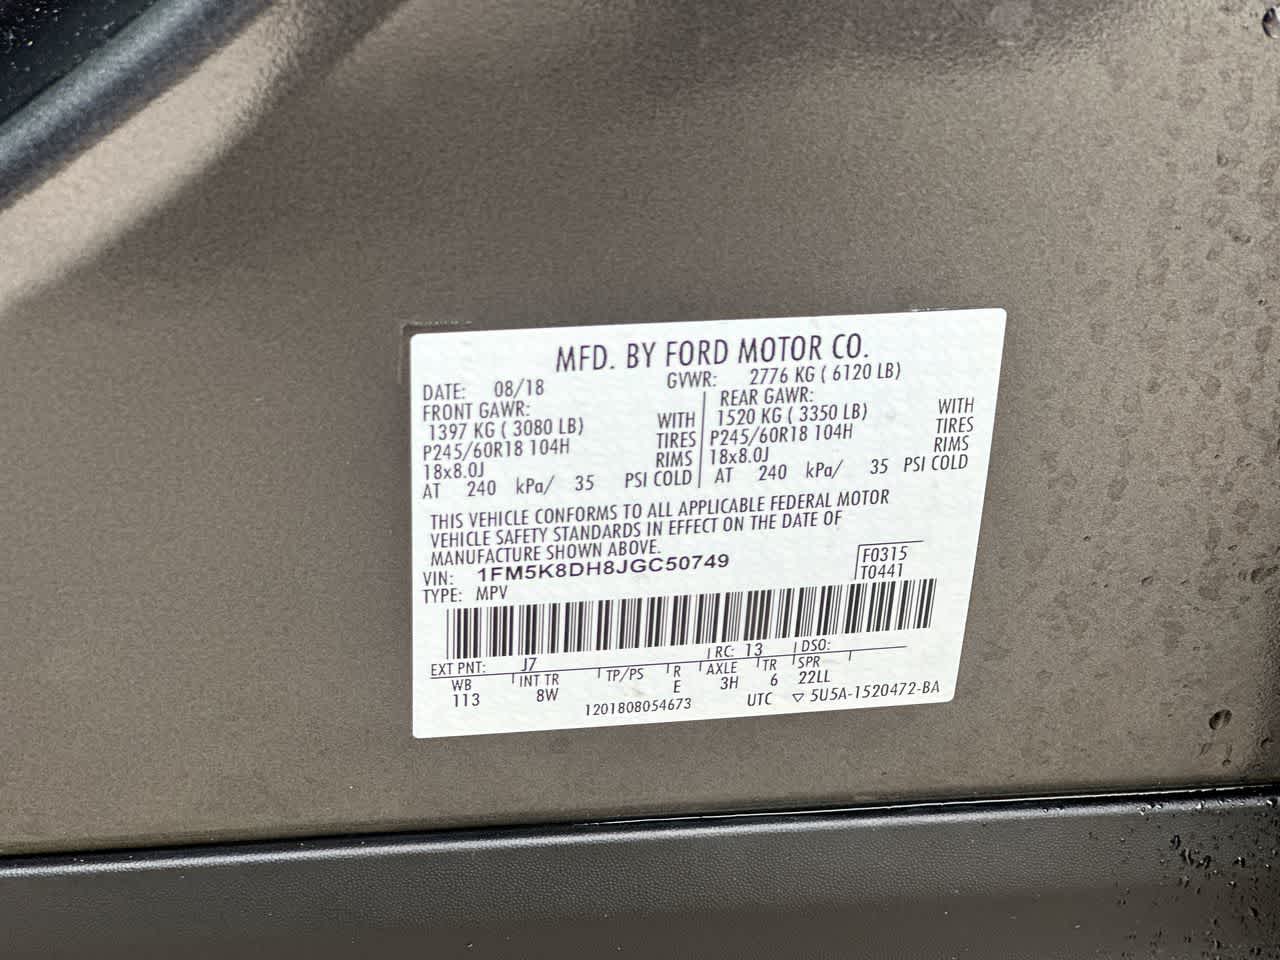 MFD. BY FORD MOTOR CO.
DATE: 08/18 GVWR: 2776 KG ( 6120 LB)
FRONT GAWR: REAR GAWR:
1397 KG ( 3080 LB) WITH 1520 KG ( 3350 LB) WITH
P245/60R18 104H TIRES P245/60R18 104H TIRES
18x8.0J RIMS 18x8.0J RIMS
AT 240 kPa/ 35 PSI COLD AT 240 kPa/ 35 PSI COLD
THIS VEHICLE CONFORMS TO ALL APPLICABLE FEDERAL MOTOR
VEHICLE SAFETY STANDARDS IN EFFECT ON THE DATE OF
MANUFACTURE SHOWN ABOVE.
VIN: 1FM5K8DH8JGC50749 F0315
TYPE: MPV T0441
EXT PNT: J7 RC: 13 DSO:
WB INT TR TP/PS R AXLE TR SPR
113 8W E 3H 6 22LL
1201808054673 UTC ▽ 5U5A-1520472-BA